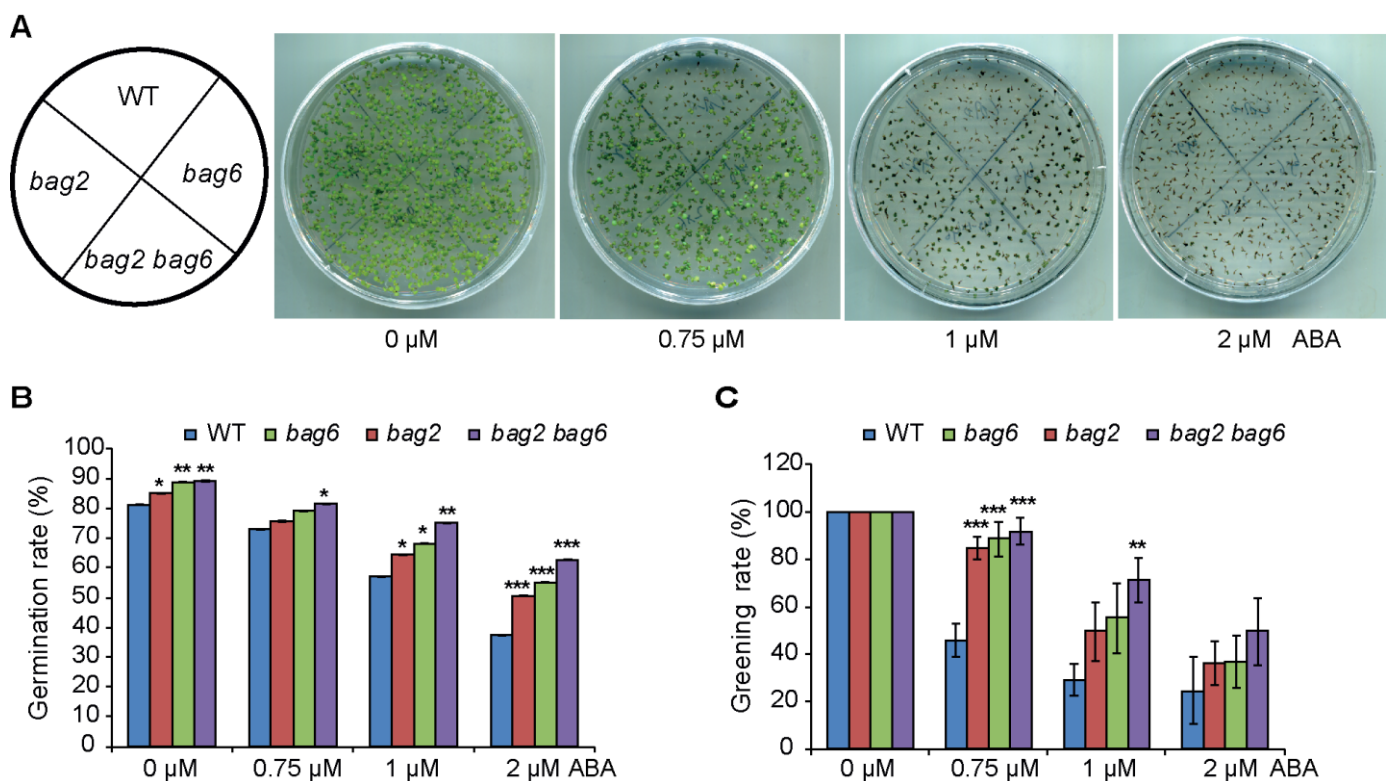 A
WT
bag2
bag6
bag2 bag6
0 µM
0.75 µM
1 µM
2 µM ABA
B
WT bag6 bag2 bag2 bag6
Germination rate (%)
100
90
80
70
60
50
40
30
20
10
0
* ** **
*
* * **
*** *** ***
0 µM 0.75 µM 1 µM 2 µM ABA
C
WT bag6 bag2 bag2 bag6
Greening rate (%)
120
100
80
60
40
20
0
*** *** ***
**
0 µM 0.75 µM 1 µM 2 µM ABA